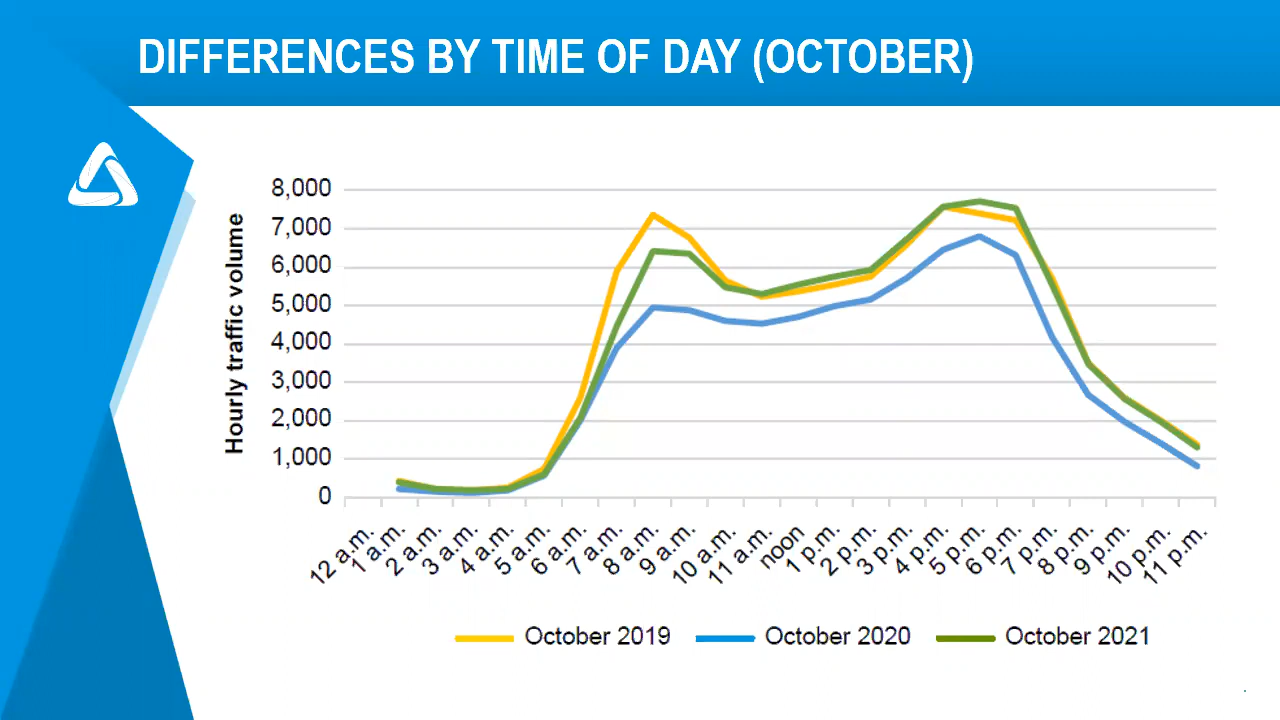 DIFFERENCES BY TIME OF DAY (OCTOBER)
Hourly traffic volume
8,000
7,000
6,000
5,000
4,000
3,000
2,000
1,000
0
12 a.m.
1 a.m.
2 a.m.
3 a.m.
4 a.m.
5 a.m.
6 a.m.
7 a.m.
8 a.m.
9 a.m.
10 a.m.
11 a.m.
noon
1 p.m.
2 p.m.
3 p.m.
4 p.m.
5 p.m.
6 p.m.
7 p.m.
8 p.m.
9 p.m.
10 p.m.
11 p.m.
October 2019
October 2020
October 2021